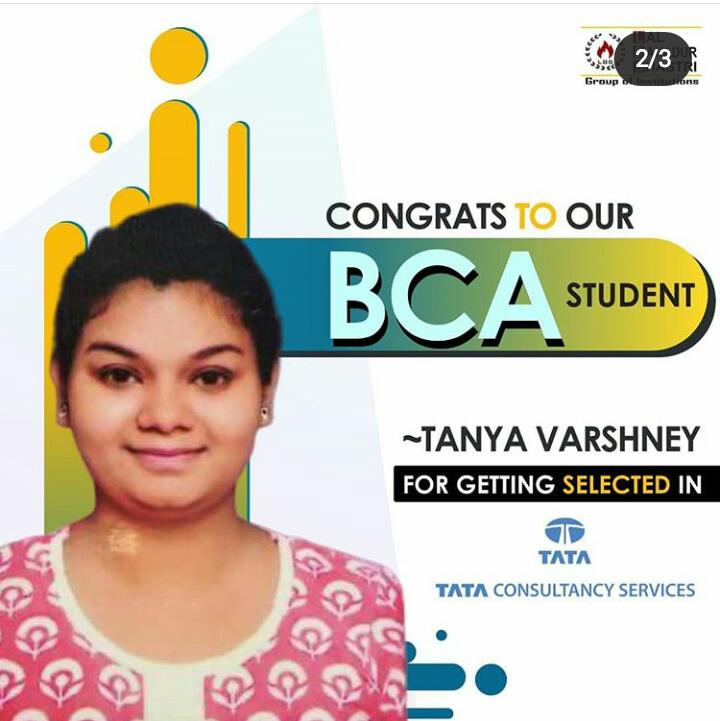 2/3
Group of Institutions
CONGRATS TO OUR
BCA STUDENT
~TANYA VARSHNEY
FOR GETTING SELECTED IN
TATA
TATA CONSULTANCY SERVICES